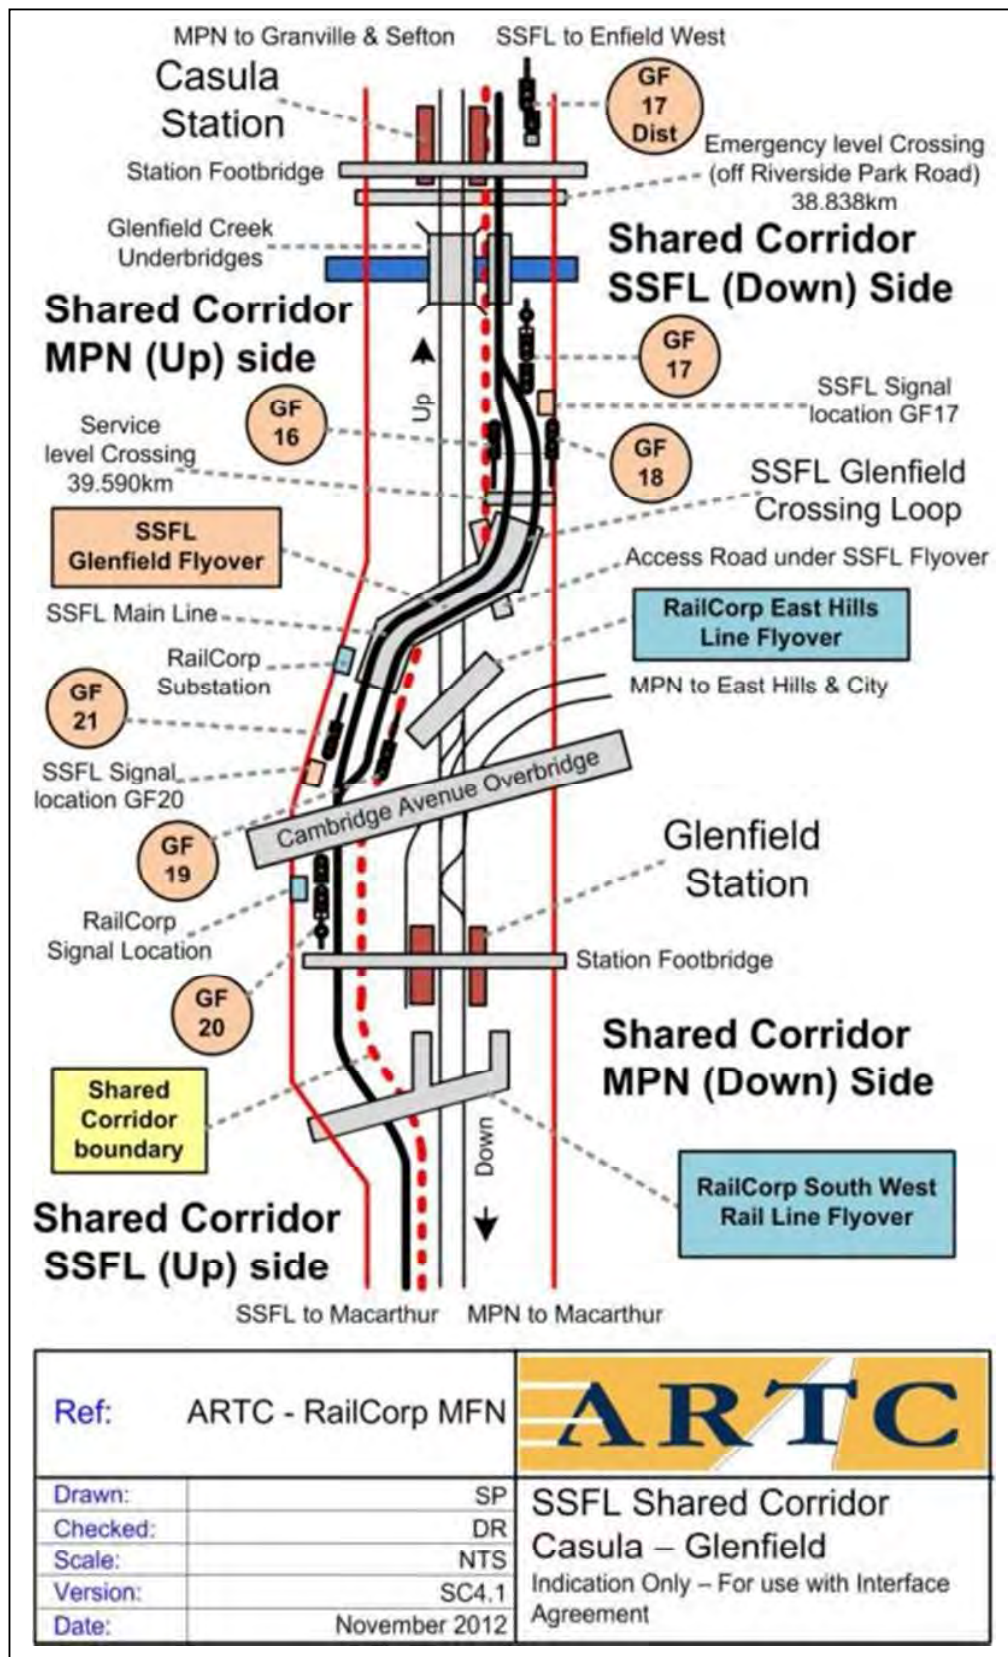 MPN to Granville & Sefton
SSFL to Enfield West
Casula
Station
GF
17
Dist
Station Footbridge
Emergency level Crossing
(off Riverside Park Road)
38.838km
Glenfield Creek
Underbridges
Shared Corridor
SSFL (Down) Side
Shared Corridor
MPN (Up) side
GF
17
Up
SSFL Signal
location GF17
GF
16
Service
level Crossing
39.590km
GF
18
SSFL Glenfield
Crossing Loop
SSFL
Glenfield Flyover
Access Road under SSFL Flyover
SSFL Main Line
RailCorp East Hills
Line Flyover
RailCorp
Substation
MPN to East Hills & City
GF
21
SSFL Signal
location GF20
Cambridge Avenue Overbridge
GF
19
Glenfield
Station
RailCorp
Signal Location
Station Footbridge
GF
20
Shared Corridor
MPN (Down) Side
Shared
Corridor
boundary
Down
RailCorp South West
Rail Line Flyover
Shared Corridor
SSFL (Up) side
SSFL to Macarthur
MPN to Macarthur
Ref: ARTC - RailCorp MFN
ARTC
Drawn: SP
Checked: DR
Scale: NTS
Version: SC4.1
Date: November 2012
SSFL Shared Corridor
Casula – Glenfield
Indication Only – For use with Interface
Agreement